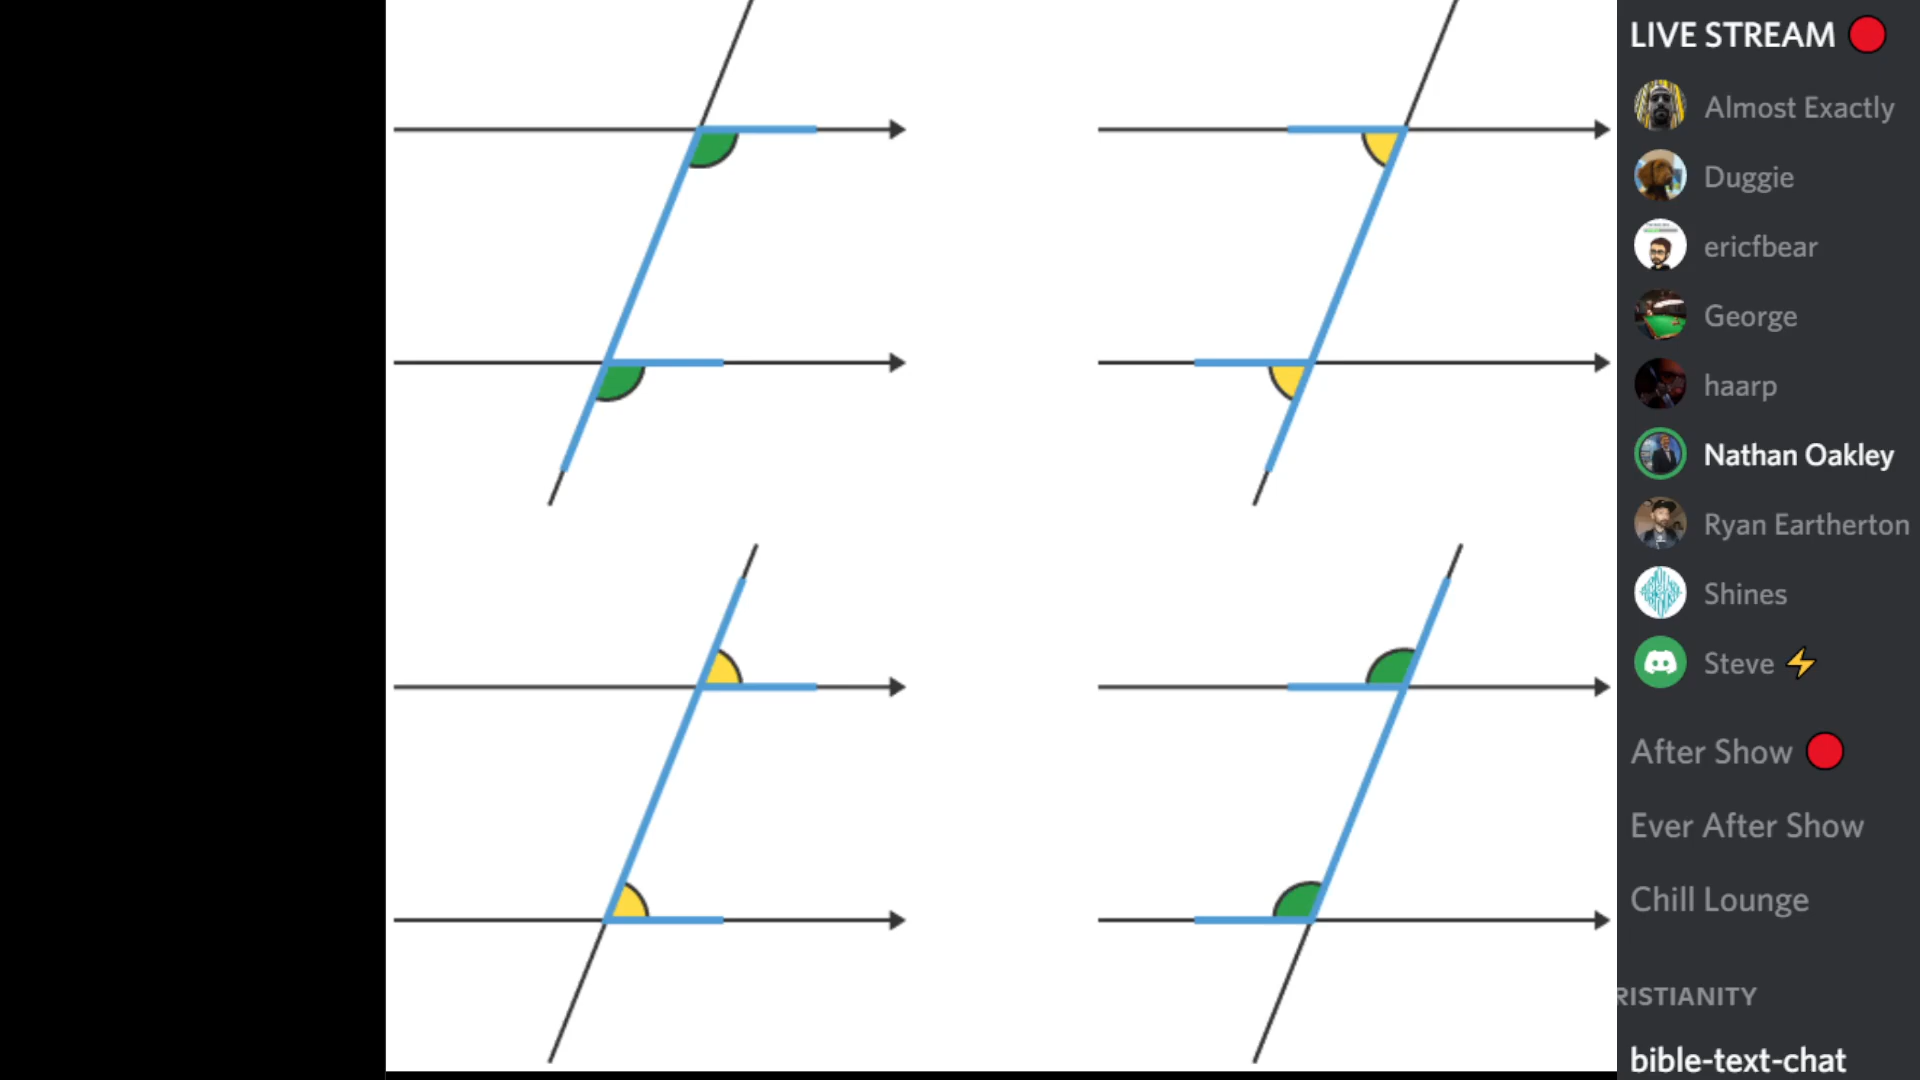 LIVE STREAM
Almost Exactly
Duggie
ericfbear
George
haarp
Nathan Oakley
Ryan Eartherton
Shines
Steve
After Show
Ever After Show
Chill Lounge
RISTIANITY
bible-text-chat